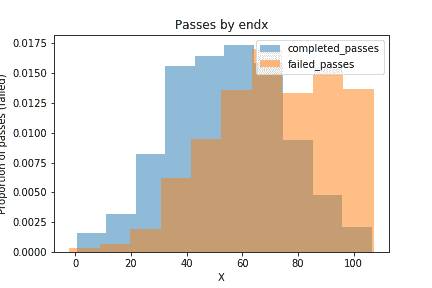 Passes by endx
completed_passes
failed_passes
0.0175
0.0150
0.0125
0.0100
0.0075
0.0050
0.0025
0.0000
Proportion of passes (failed)
0 20 40 60 80 100
X